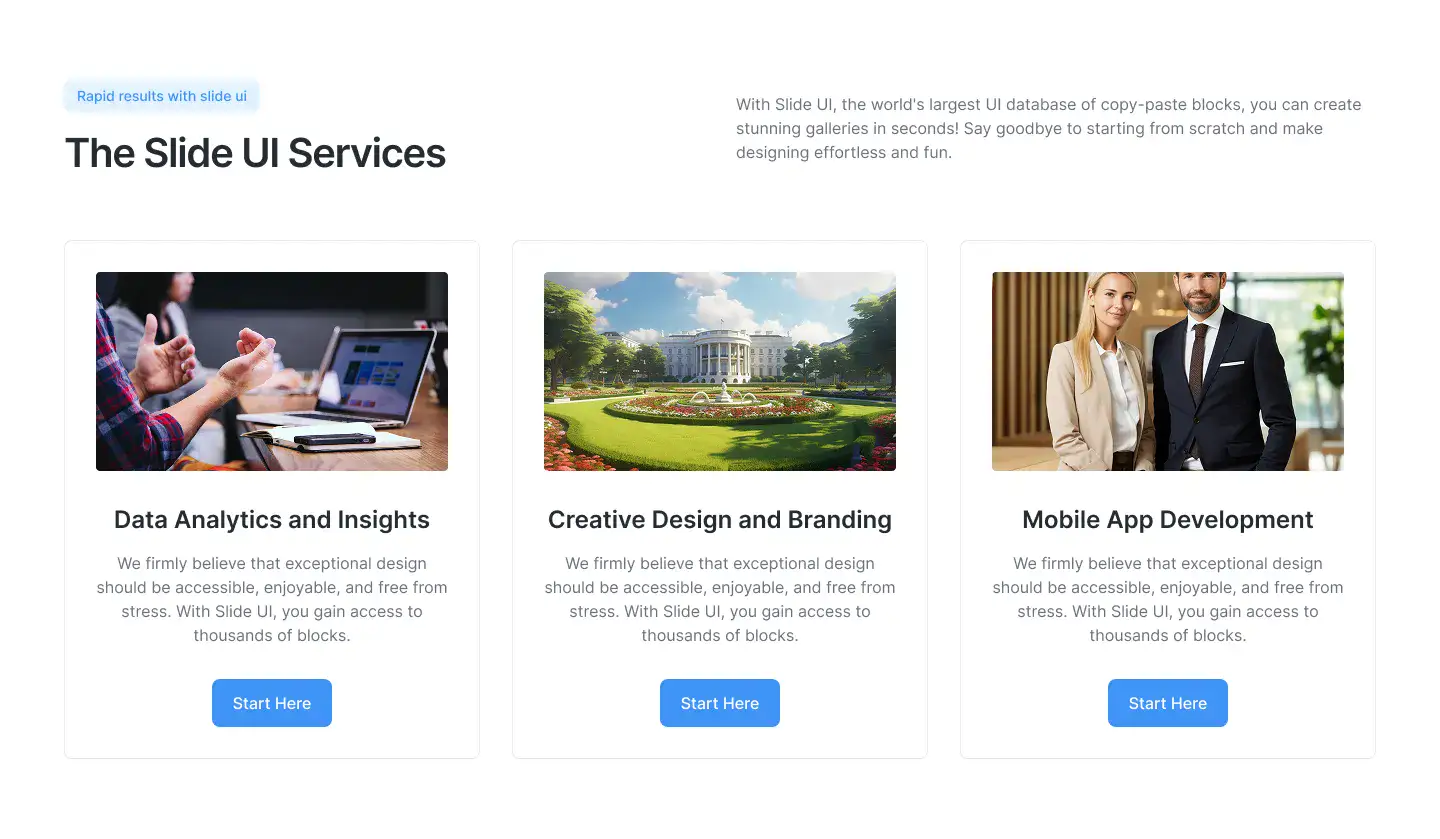 Rapid results with slide ui
The Slide UI Services
With Slide UI, the world's largest UI database of copy-paste blocks, you can create
stunning galleries in seconds! Say goodbye to starting from scratch and make
designing effortless and fun.
Data Analytics and Insights
We firmly believe that exceptional design
should be accessible, enjoyable, and free from
stress. With Slide UI, you gain access to
thousands of blocks.
Start Here
Creative Design and Branding
We firmly believe that exceptional design
should be accessible, enjoyable, and free from
stress. With Slide UI, you gain access to
thousands of blocks.
Start Here
Mobile App Development
We firmly believe that exceptional design
should be accessible, enjoyable, and free from
stress. With Slide UI, you gain access to
thousands of blocks.
Start Here